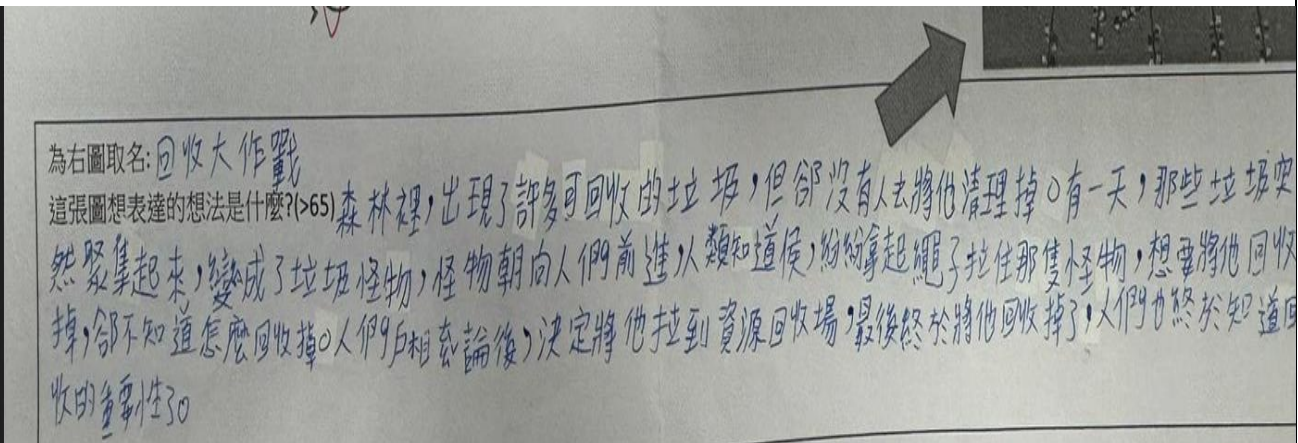 為右圖取名:回收大作戰
這張圖想表達的想法是什麼?(>65)森林裡,出現了許多可回收的垃圾,但卻沒有人去將他清理掉。有一天,那些垃圾突
然聚集起來,變成了垃圾怪物,怪物朝向人們前進,人類知道後,紛紛拿起繩子拉住那隻怪物,想要將他回收
掉,卻不知道怎麼回收掉。人們互相討論後,決定將他拉到資源回收場,最後終於將他回收掉了,人們也終於知道回
收的重要性了。